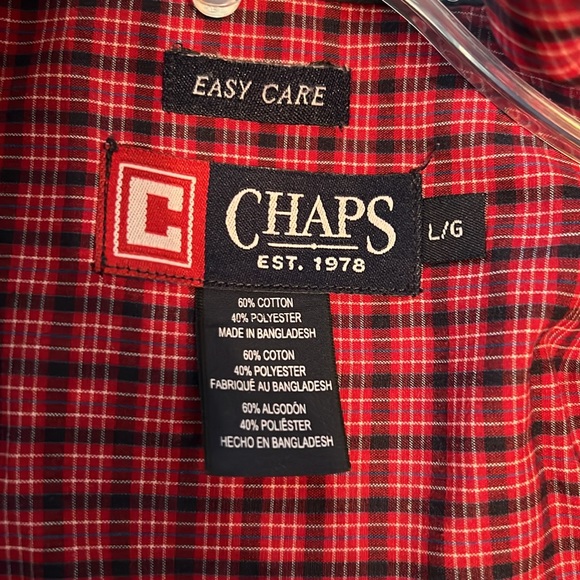 EASY CARE
C
CHAPS
EST. 1978
L/G
60% COTTON
40% POLYESTER
MADE IN BANGLADESH
60% COTON
40% POLYESTER
FABRIQUÉ AU BANGLADESH
60% ALGODÓN
40% POLIÉSTER
HECHO EN BANGLADESH